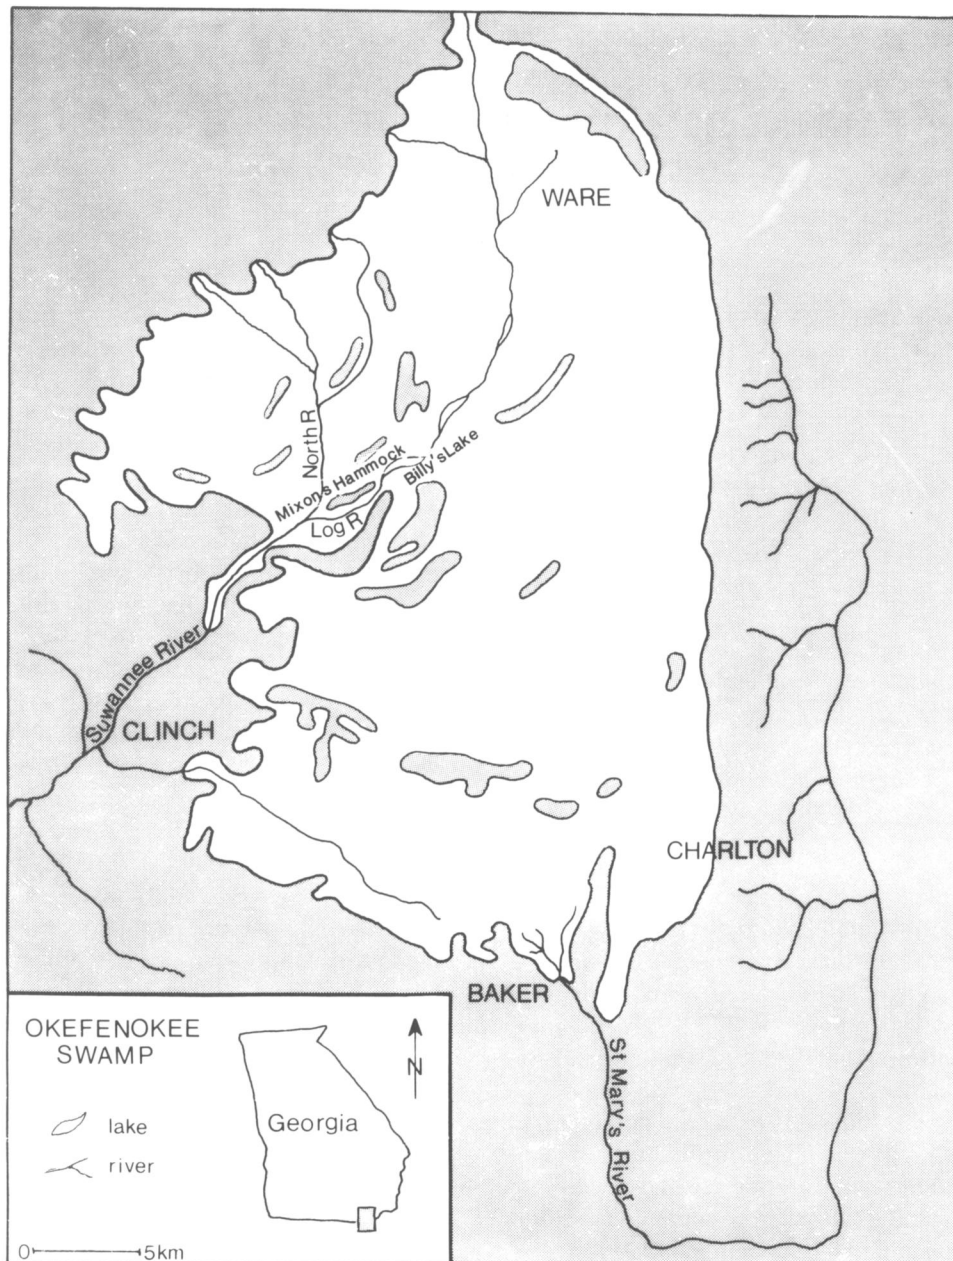 WARE
North R
Mixon's Hammock
Billy's Lake
Log R
Suwannee River
CLINCH
CHARLTON
BAKER
St Mary's River
OKEFENOKEE
SWAMP
lake
river
Georgia
N
0 5km